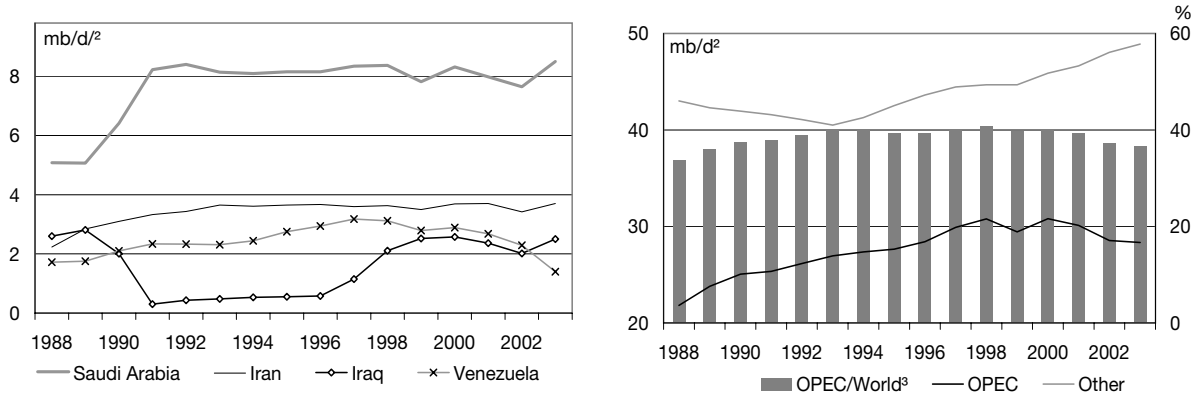 mb/d/²
8
6
4
2
0
1988 1990 1992 1994 1996 1998 2000 2002
Saudi Arabia Iran Iraq Venezuela
%
mb/d²
50
40
30
20
60
40
20
0
1988 1990 1992 1994 1996 1998 2000 2002
OPEC/World³ OPEC Other